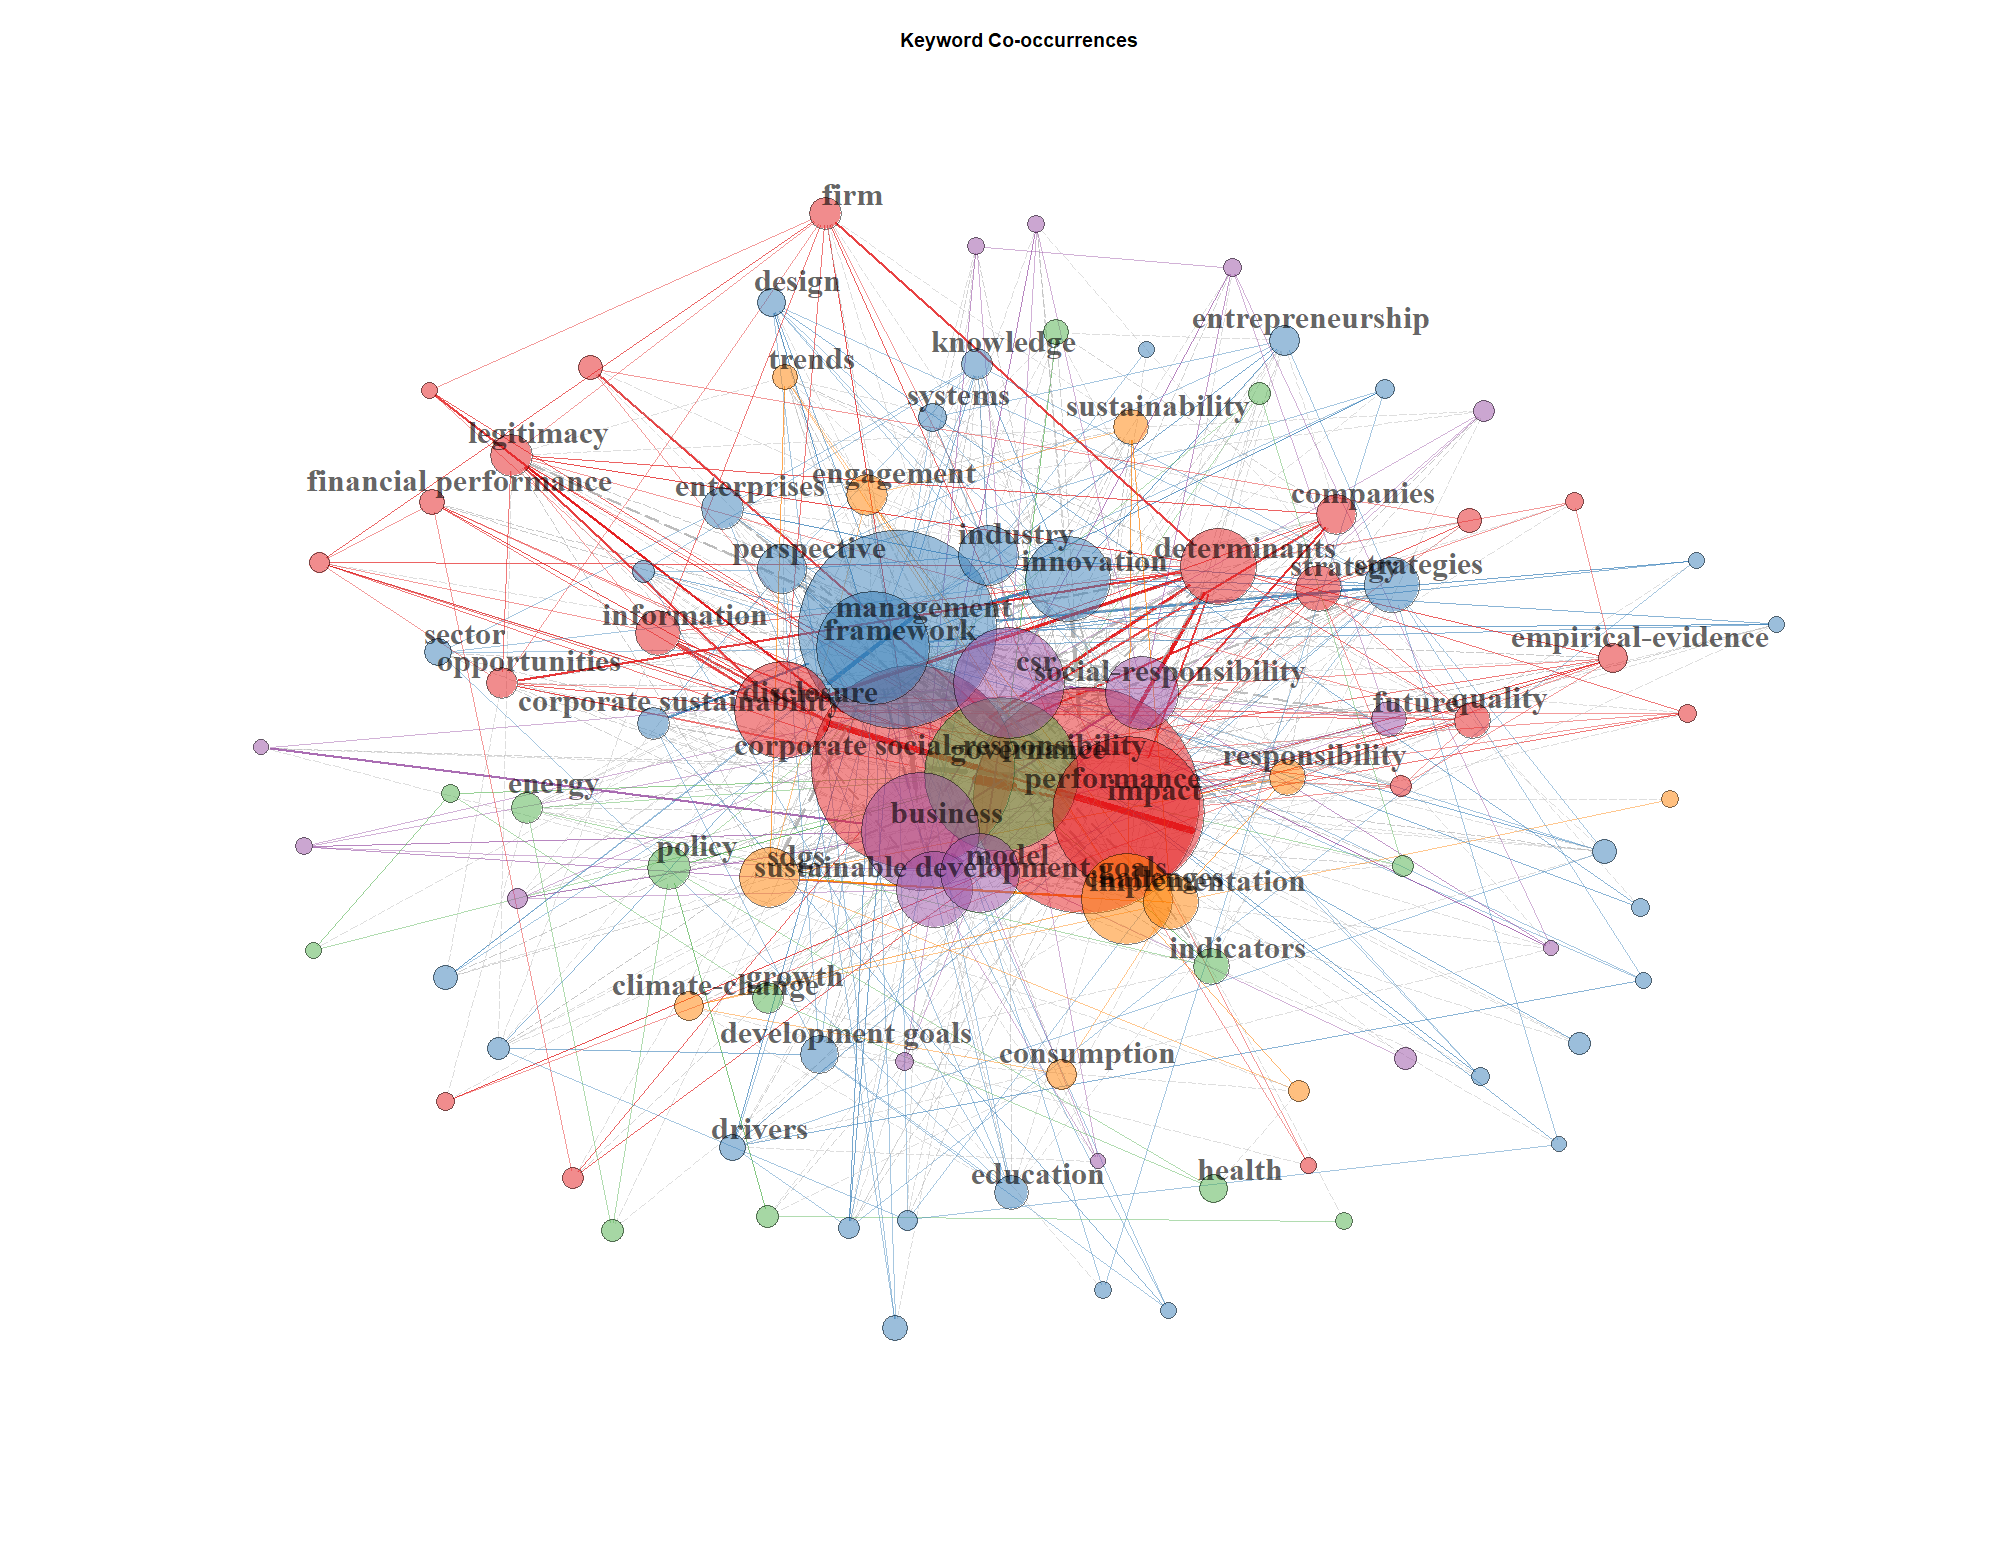 Keyword Co-occurrences
firm
design
entrepreneurship
knowledge
trends
systems
sustainability
legitimacy
engagement
financial performance
enterprises
companies
industry
perspective
determinants
innovation
strategy
strategies
management
information
framework
sector
empirical-evidence
opportunities
csr
social-responsibility
disclosure
corporate sustainability
future
quality
corporate social-responsibility
governance
responsibility
performance
energy
impact
business
policy
sdgs
model
sustainable development goals
challenges
implementation
indicators
growth
climate-change
development goals
consumption
drivers
education
health